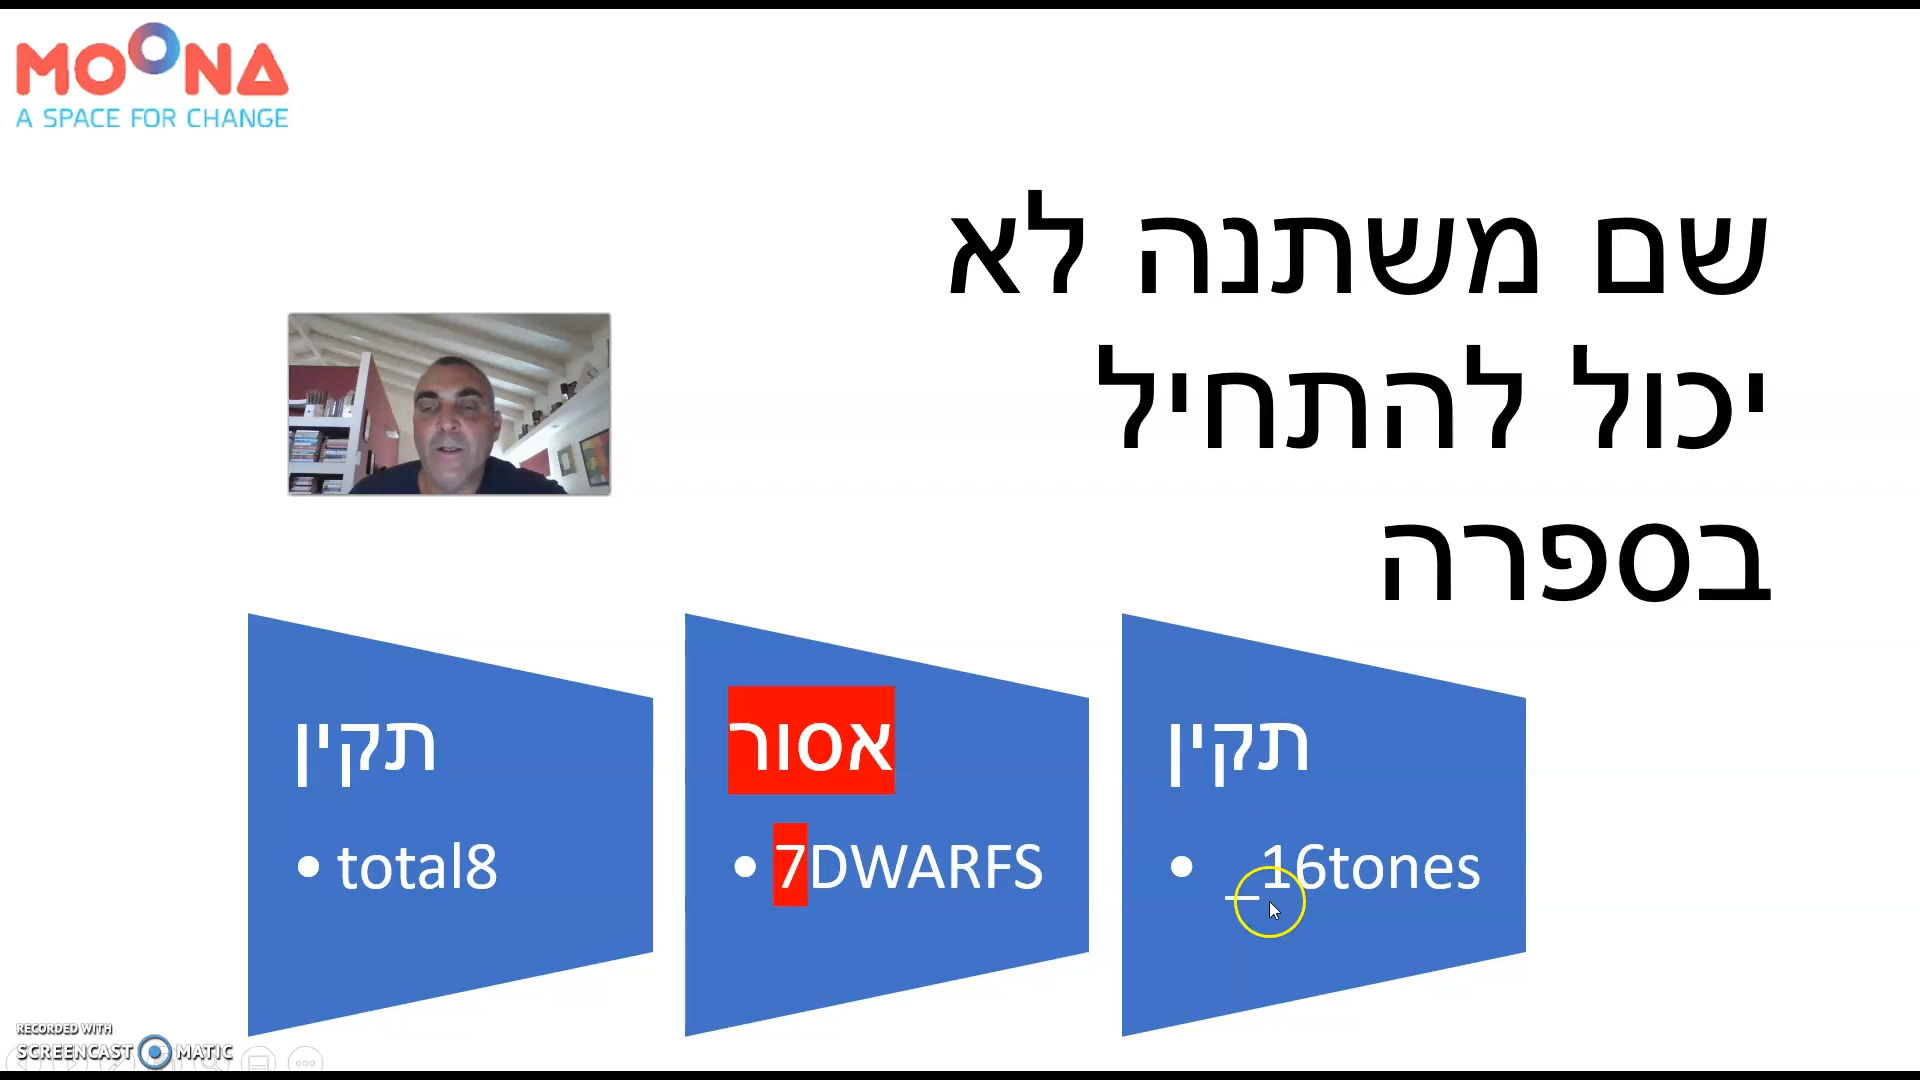 MOONA
A SPACE FOR CHANGE
שם משתנה לא
יכול להתחיל
בספרה
תקין
• total8
אסור
• 7DWARFS
תקין
• _16tones
RECORDED WITH
SCREENCAST MATIC